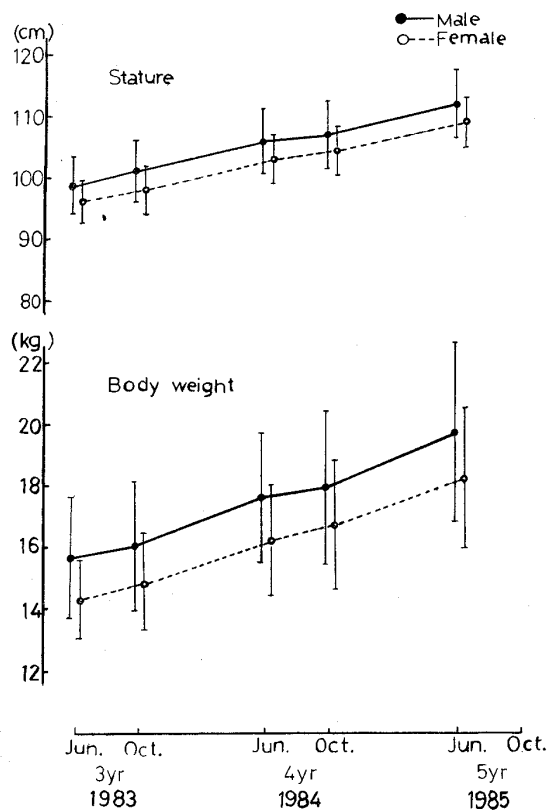 (cm)
Male
Female
120
Stature
110
100
90
80
(kg)
22
Body weight
20
18
16
14
12
Jun. Oct. Jun. Oct. Jun. Oct.
3yr 4yr 5yr
1983 1984 1985